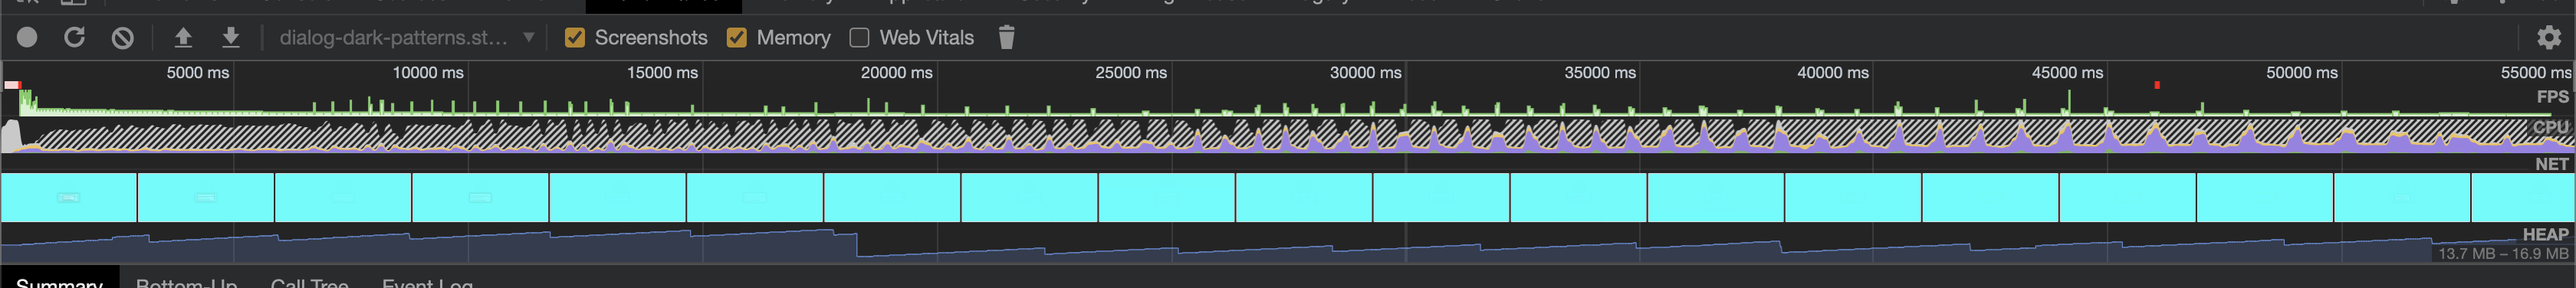 dialog-dark-patterns.st... Screenshots Memory Web Vitals
5000 ms 10000 ms 15000 ms 20000 ms 25000 ms 30000 ms 35000 ms 40000 ms 45000 ms 50000 ms 55000 ms
FPS
CPU
NET
HEAP
13.7 MB – 16.9 MB
Summary Bottom-Up Call Tree Event Log